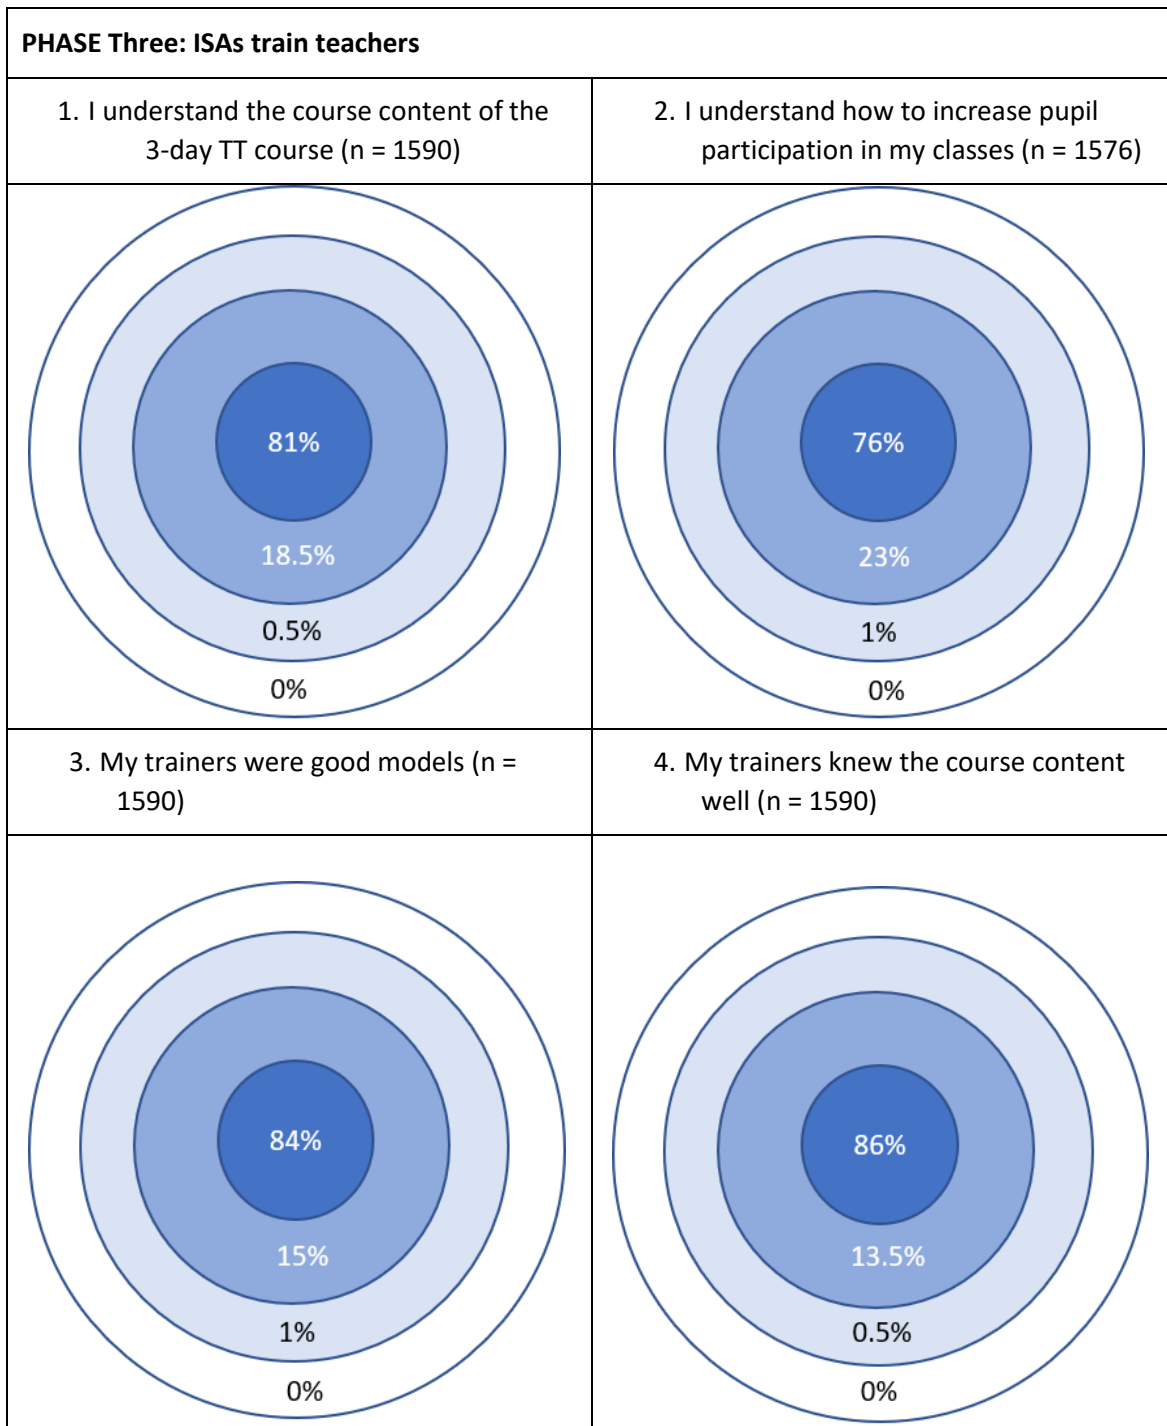 PHASE Three: ISAs train teachers
1. I understand the course content of the
3-day TT course (n = 1590)
2. I understand how to increase pupil
participation in my classes (n = 1576)
81%
18.5%
0.5%
0%
76%
23%
1%
0%
3. My trainers were good models (n =
1590)
4. My trainers knew the course content
well (n = 1590)
84%
15%
1%
0%
86%
13.5%
0.5%
0%